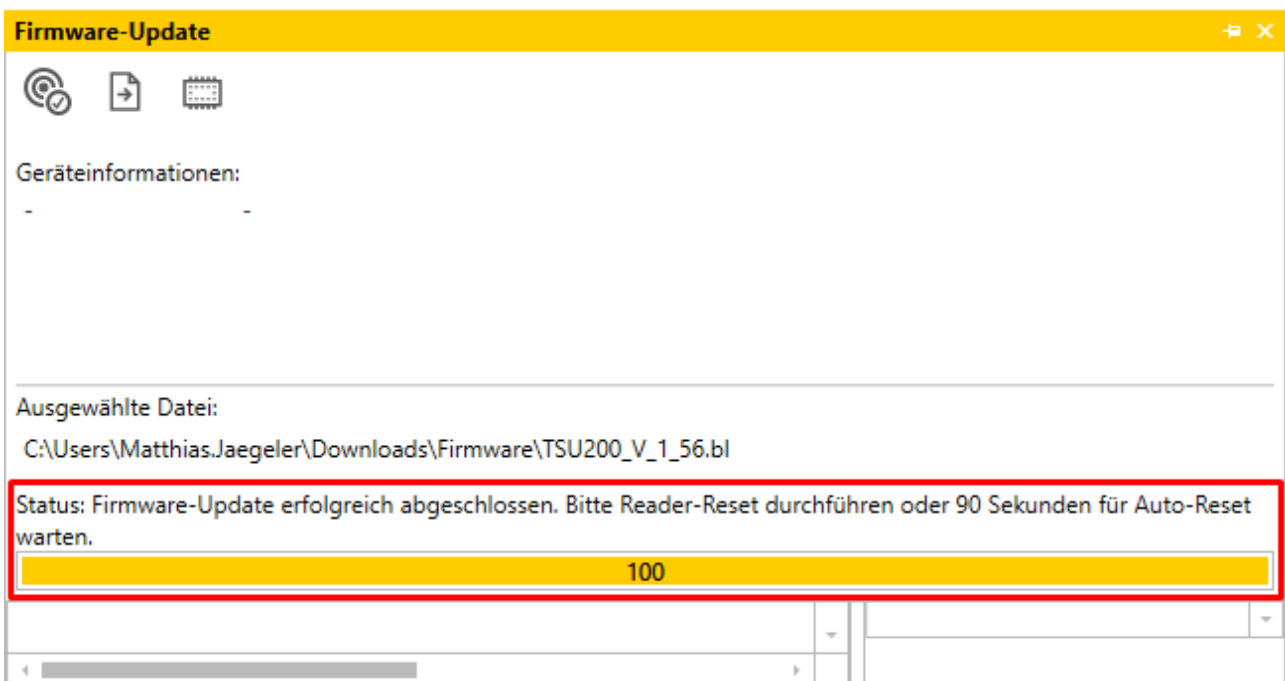 Firmware-Update
Geräteinformationen:
- -
Ausgewählte Datei:
C:\Users\Matthias.Jaegeler\Downloads\Firmware\TSU200_V_1_56.bl
Status: Firmware-Update erfolgreich abgeschlossen. Bitte Reader-Reset durchführen oder 90 Sekunden für Auto-Reset
warten.
100